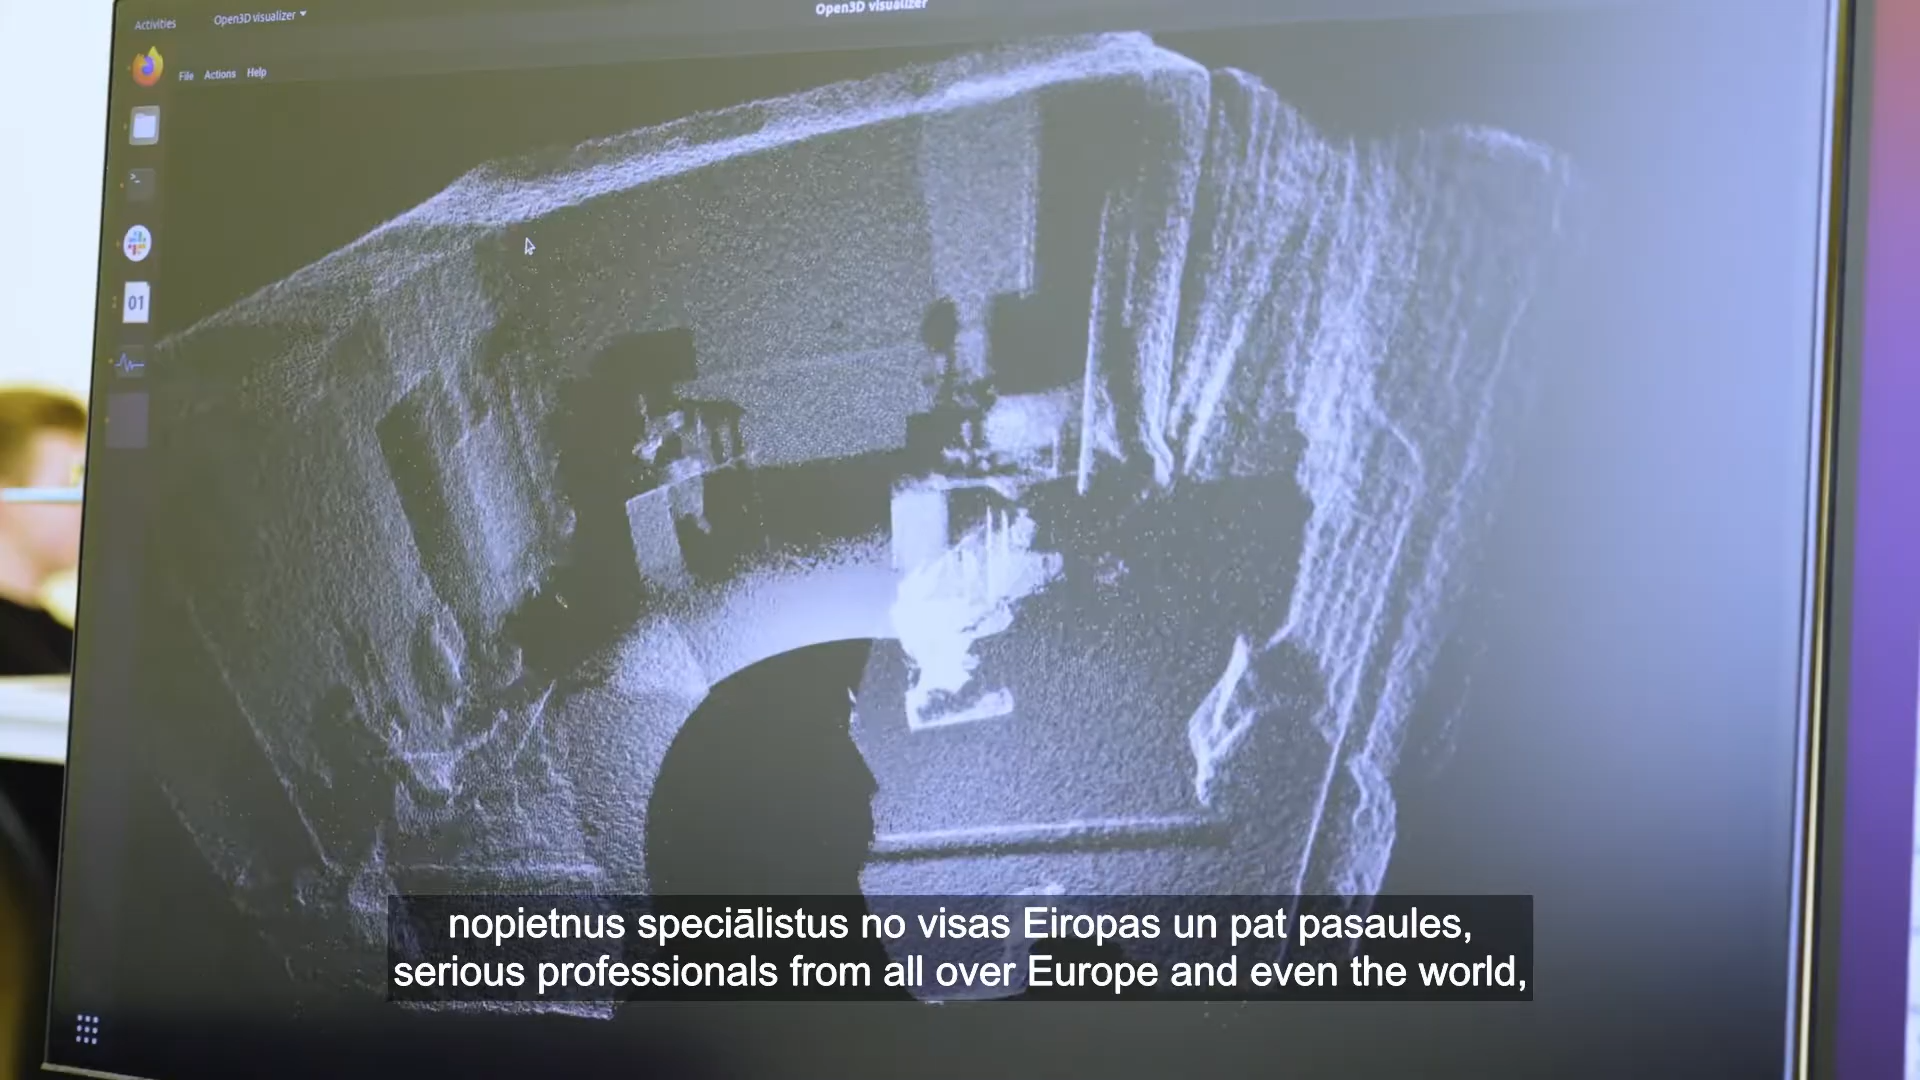 Activities
Open3D visualizer
Open3D visualizer
File Actions Help
>_
01
nopietnus speciālistus no visas Eiropas un pat pasaules,
serious professionals from all over Europe and even the world,